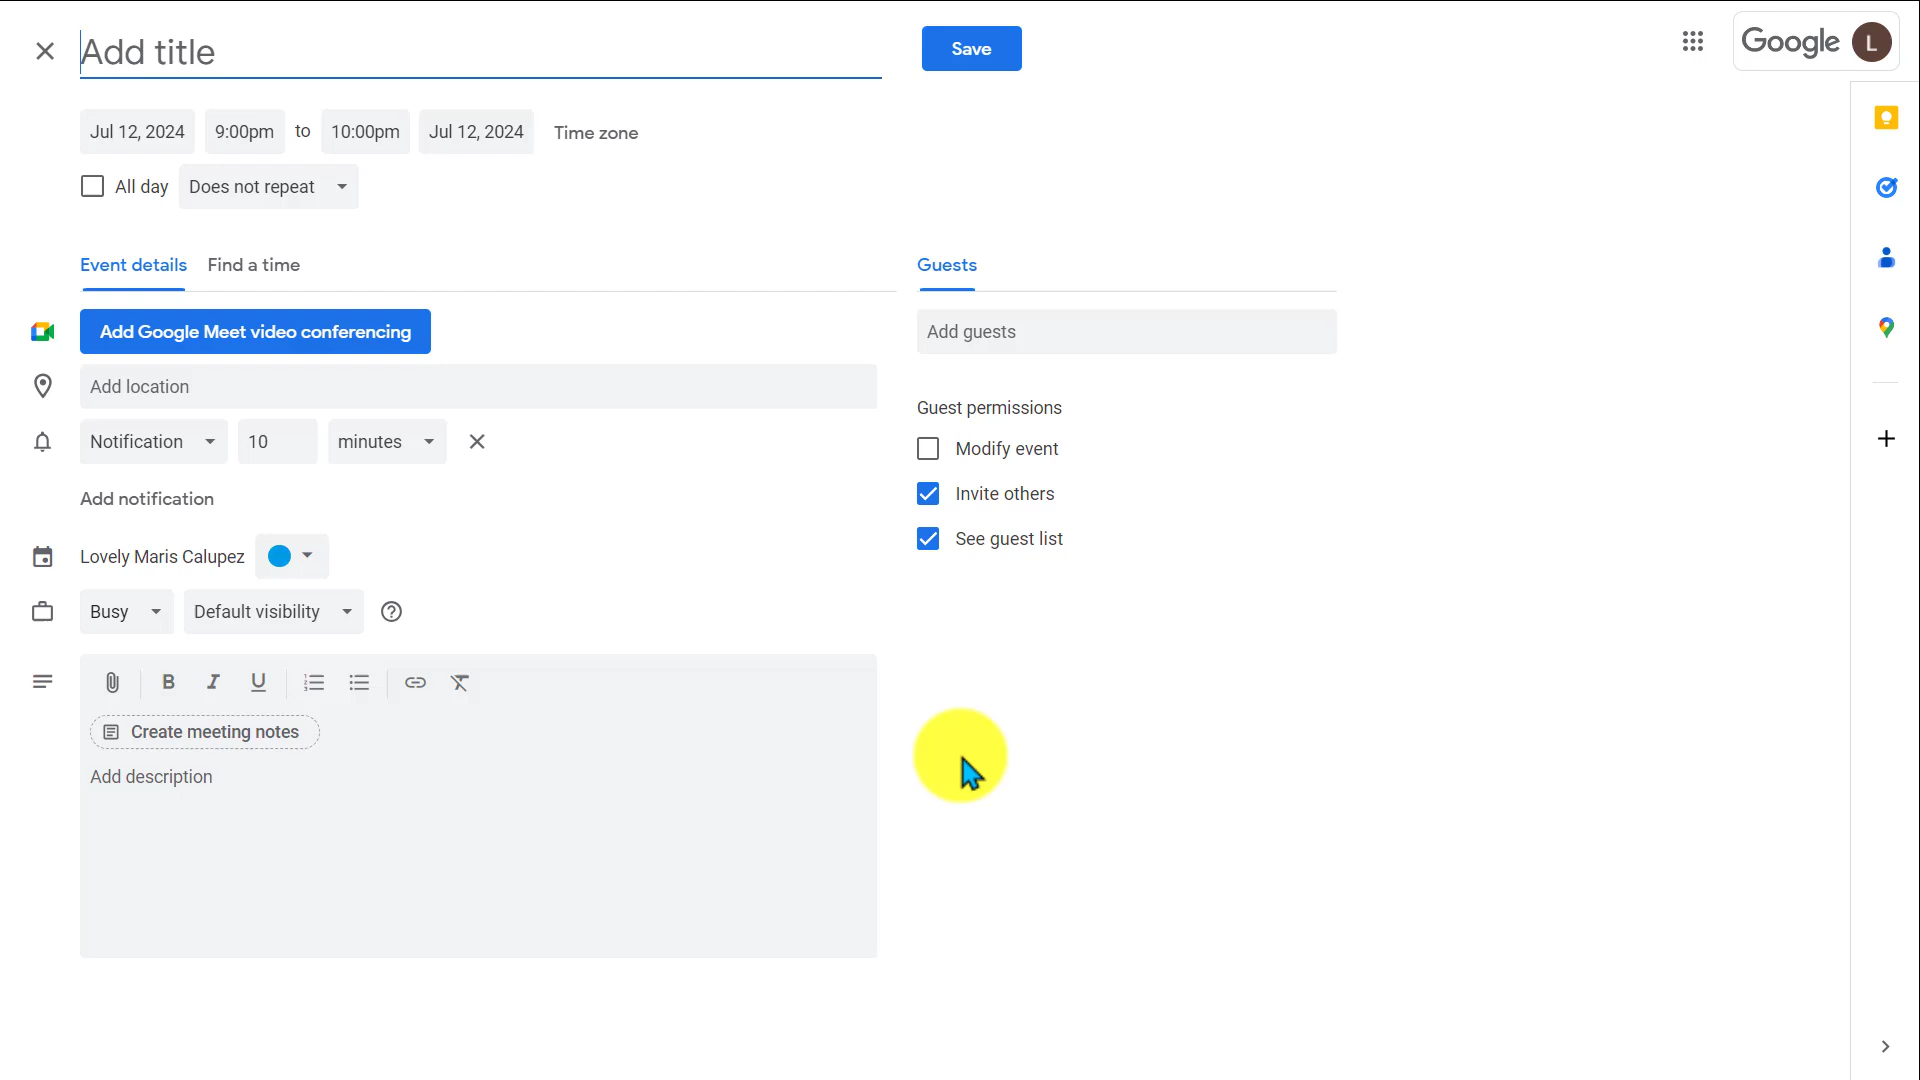 Add title
Save
Google L
Jul 12, 2024 9:00pm to 10:00pm Jul 12, 2024 Time zone
All day Does not repeat
Event details Find a time
Guests
Add Google Meet video conferencing
Add guests
Add location
Guest permissions
Notification 10 minutes
Modify event
Add notification
Invite others
See guest list
Lovely Maris Calupez
Busy Default visibility
B I U
Create meeting notes
Add description